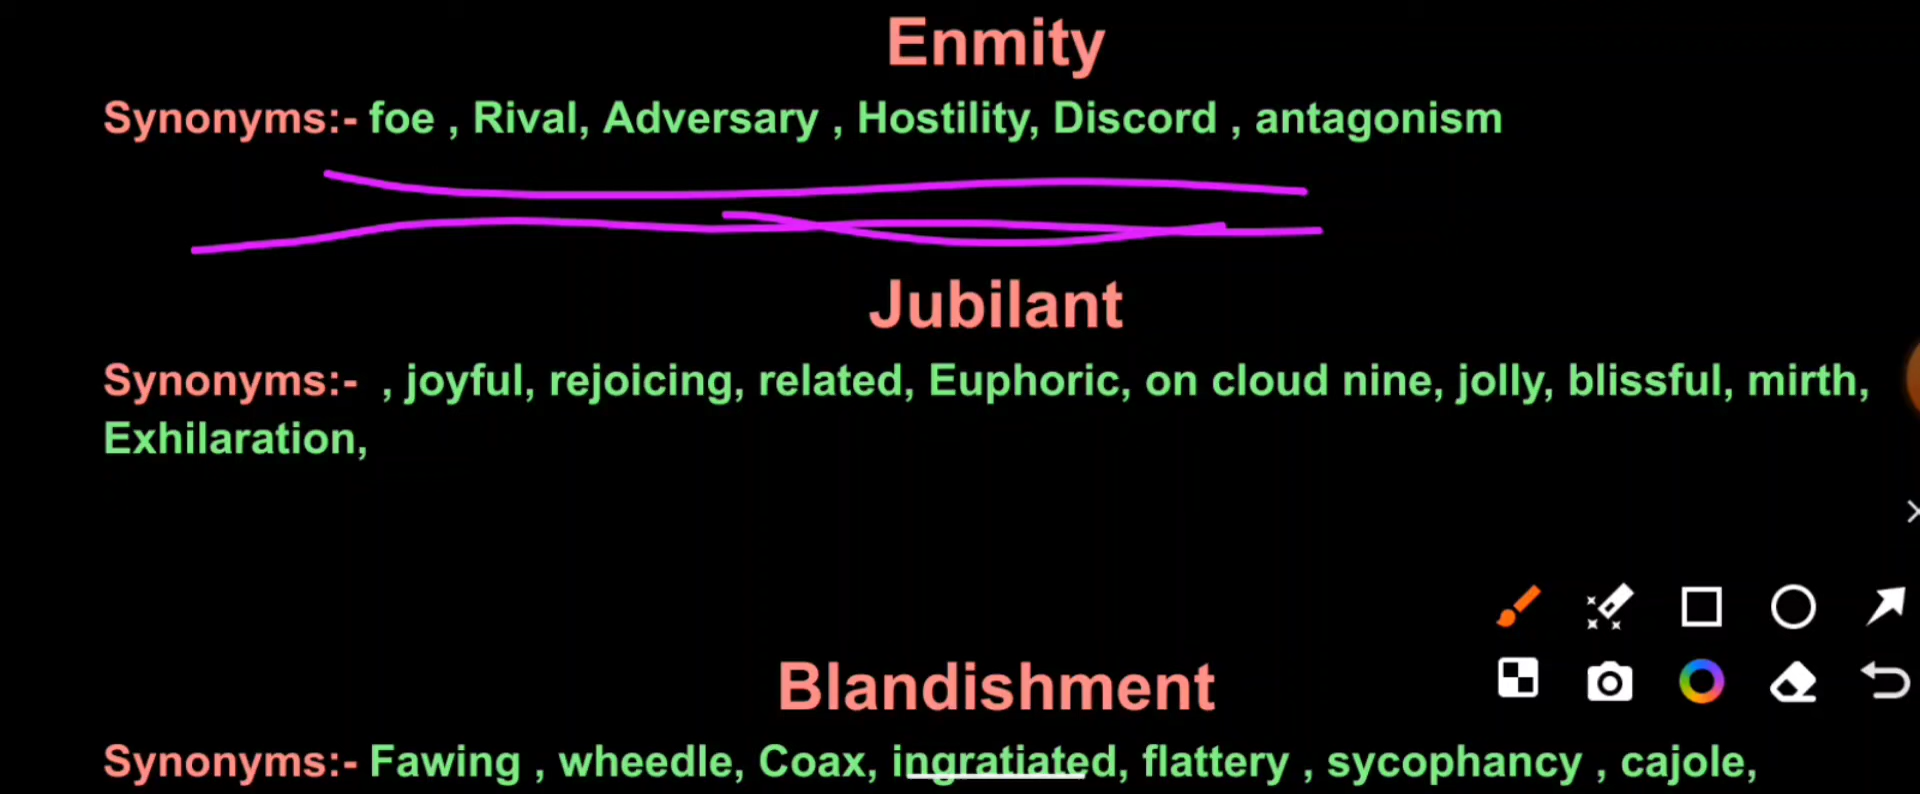 Enmity
Synonyms:- foe , Rival, Adversary , Hostility, Discord , antagonism
Jubilant
Synonyms:- , joyful, rejoicing, related, Euphoric, on cloud nine, jolly, blissful, mirth,
Exhilaration,
Blandishment
Synonyms:- Fawing , wheedle, Coax, ingratiated, flattery , sycophancy , cajole,